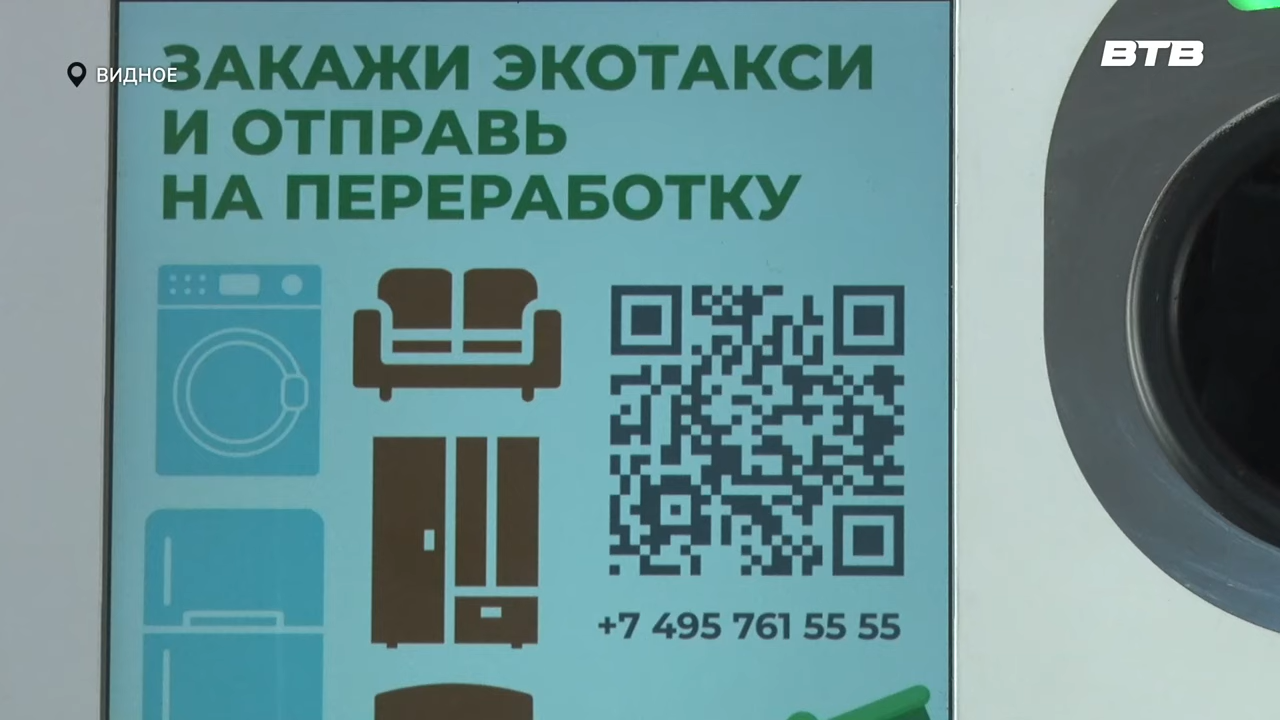 ЗАКАЖИ ЭКОТАКСИ
И ОТПРАВЬ
НА ПЕРЕРАБОТКУ
ВИДНОЕ
ВТВ
+7 495 761 55 55